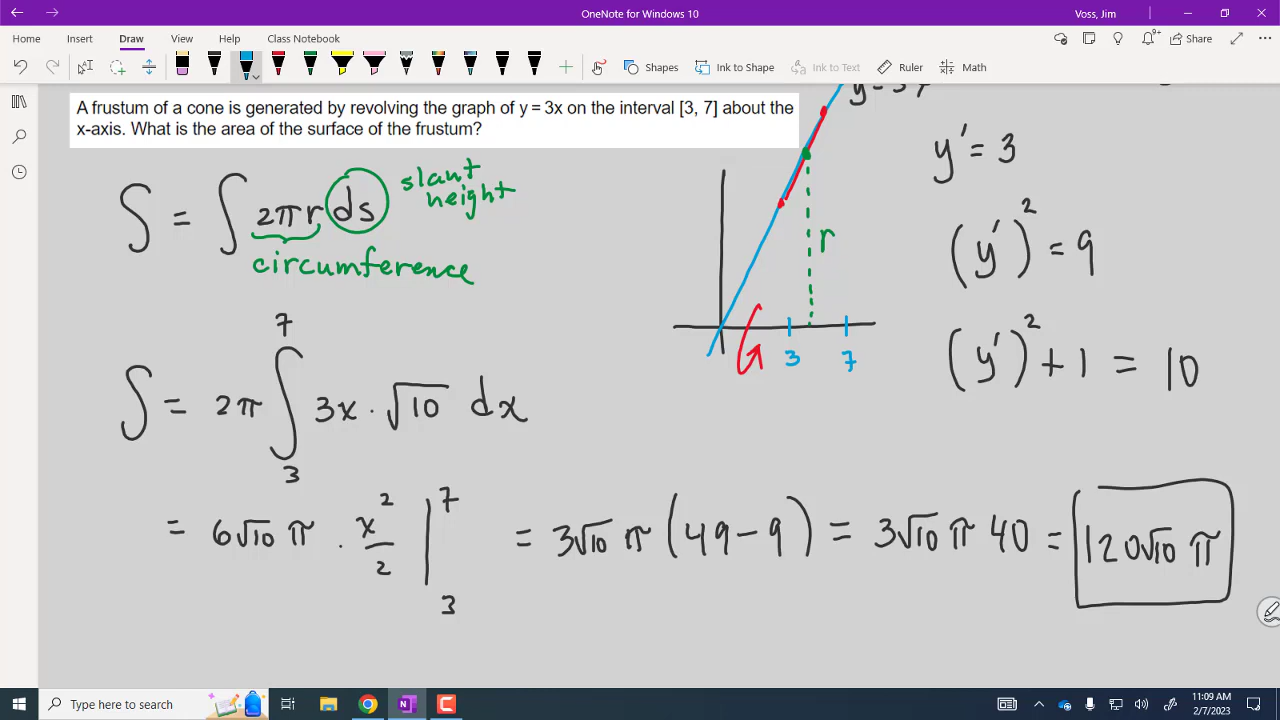 OneNote for Windows 10
Voss, Jim
Home Insert Draw View Help Class Notebook
Share
Shapes Ink to Shape Ink to Text Ruler Math
A frustum of a cone is generated by revolving the graph of y = 3x on the interval [3, 7] about the
x-axis. What is the area of the surface of the frustum?
S = ∫ 2πr ds
slant
height
circumference
S = 2π ∫₃⁷ 3x · √10 dx
= 6√10 π · x²/2 |₃⁷ = 3√10 π (49 - 9) = 3√10 π 40 = 120√10 π
r
3 7
y' = 3
(y')² = 9
(y')² + 1 = 10
Type here to search
11:09 AM
2/7/2023